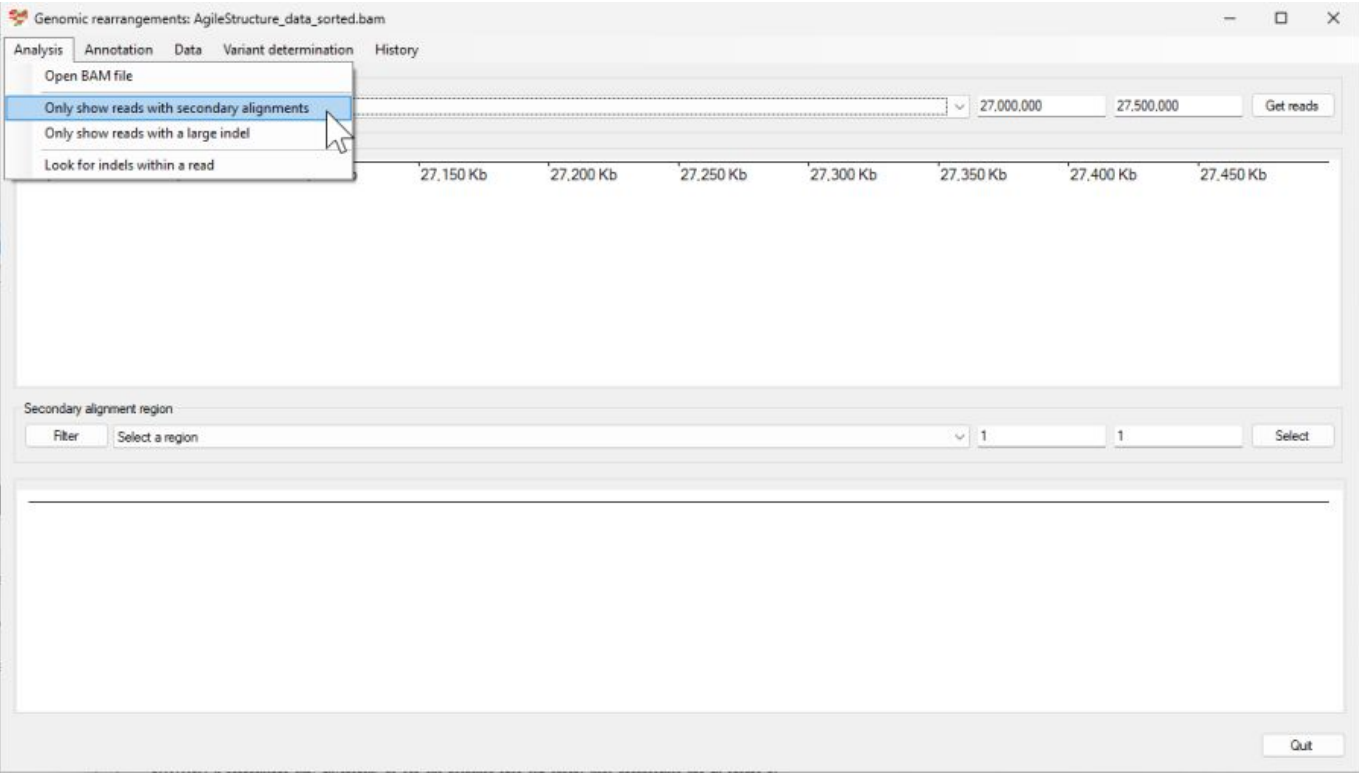 Genomic rearrangements: AgileStructure_data_sorted.bam
Analysis Annotation Data Variant determination History
Open BAM file
Only show reads with secondary alignments
27,000,000 27,500,000 Get reads
Only show reads with a large indel
Look for indels within a read
27,150 Kb 27,200 Kb 27,250 Kb 27,300 Kb 27,350 Kb 27,400 Kb 27,450 Kb
Secondary alignment region
Filter Select a region 1 1 Select
Quit